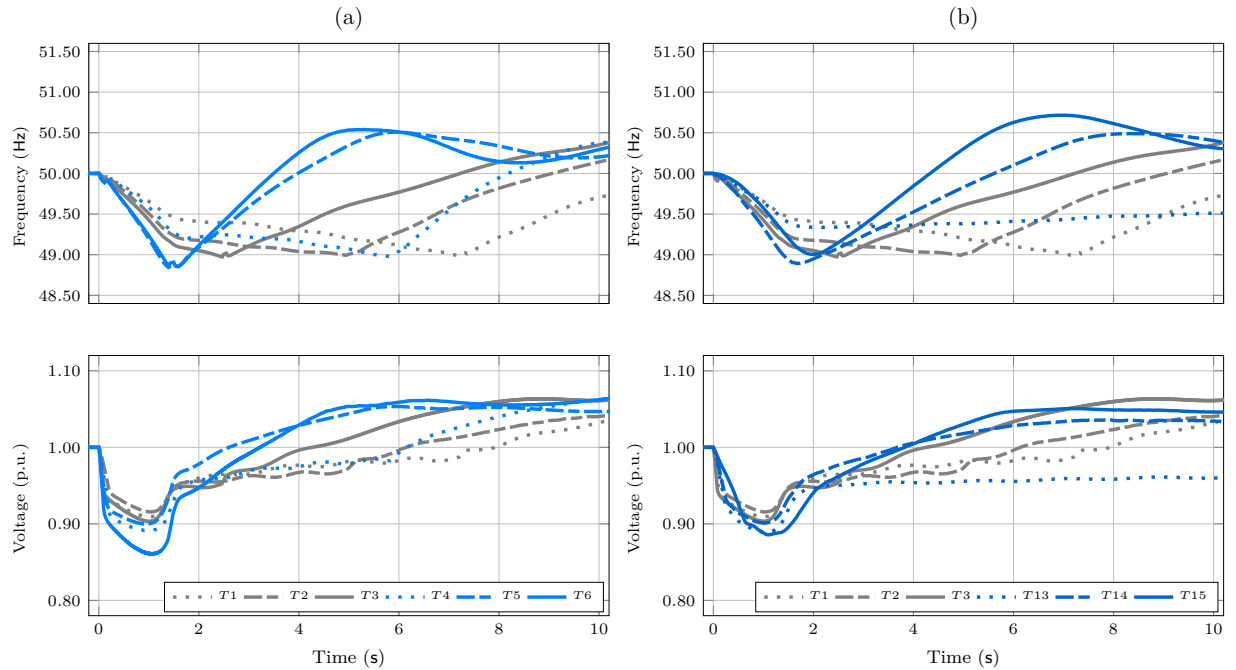 (a)
(b)
51.50
51.00
50.50
50.00
49.50
49.00
48.50
Frequency (Hz)
51.50
51.00
50.50
50.00
49.50
49.00
48.50
Frequency (Hz)
1.10
1.00
0.90
0.80
Voltage (p.u.)
T1 T2 T3 T4 T5 T6
0 2 4 6 8 10
Time (s)
1.10
1.00
0.90
0.80
Voltage (p.u.)
T1 T2 T3 T13 T14 T15
0 2 4 6 8 10
Time (s)